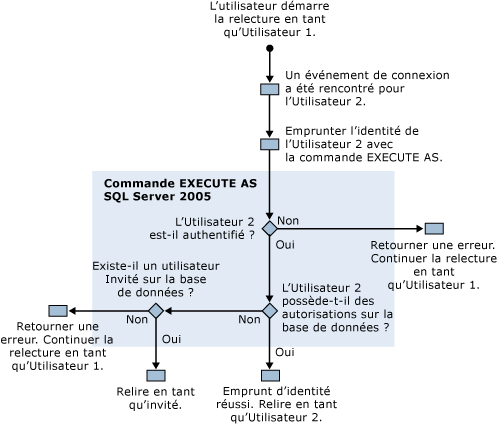 L'utilisateur démarre
la relecture en tant
qu'Utilisateur 1.
Un événement de connexion
a été rencontré pour
l'Utilisateur 2.
Emprunter l'identité de
l'Utilisateur 2 avec
la commande EXECUTE AS.
Commande EXECUTE AS
SQL Server 2005
L'Utilisateur 2
est-il authentifié ?
Non
Oui
Retourner une erreur.
Continuer la relecture
en tant
qu'Utilisateur 1.
Existe-il un utilisateur
Invité sur la base
de données ?
L'Utilisateur 2
possède-t-il des
autorisations sur la
base de données ?
Non
Non
Oui
Oui
Retourner une
erreur. Continuer la
relecture en tant
qu'Utilisateur 1.
Relire en tant
qu'invité.
Emprunt d'identité
réussi. Relire en tant
qu'Utilisateur 2.